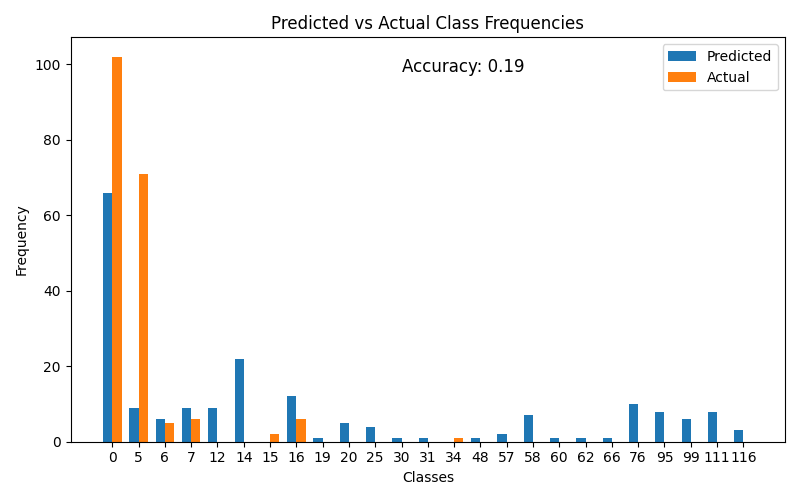 Predicted vs Actual Class Frequencies
Accuracy: 0.19
Predicted
Actual
Frequency
100
80
60
40
20
0
0 5 6 7 12 14 15 16 19 20 25 30 31 34 48 57 58 60 62 66 76 95 99 111 116
Classes